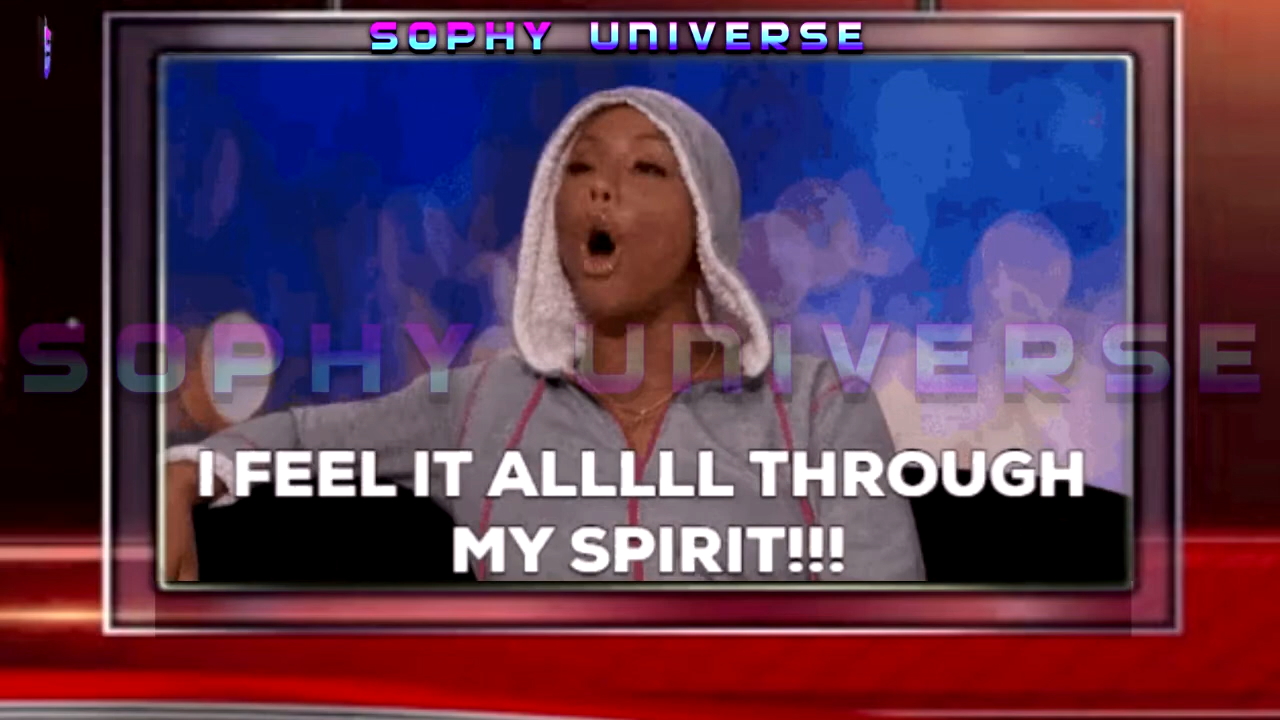 SOPHY UNIVERSE
SOPHY UNIVERSE
I FEEL IT ALLLLL THROUGH
MY SPIRIT!!!